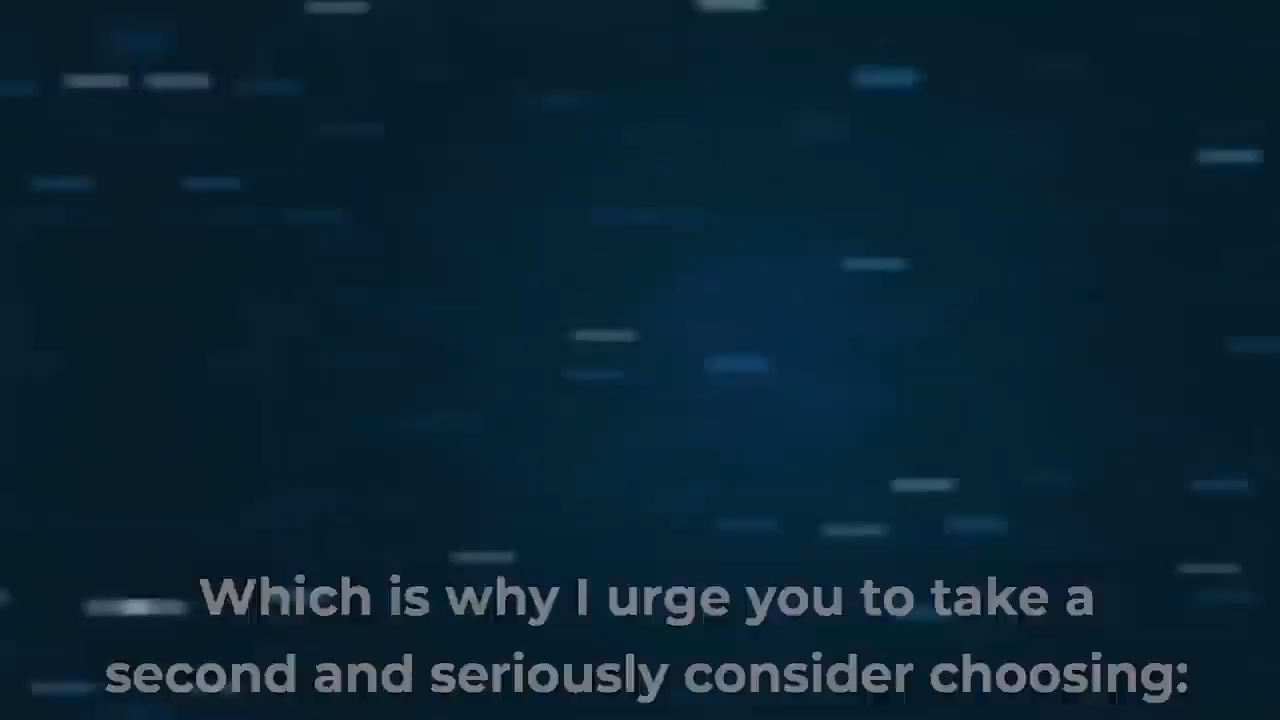 Which is why I urge you to take a
second and seriously consider choosing: